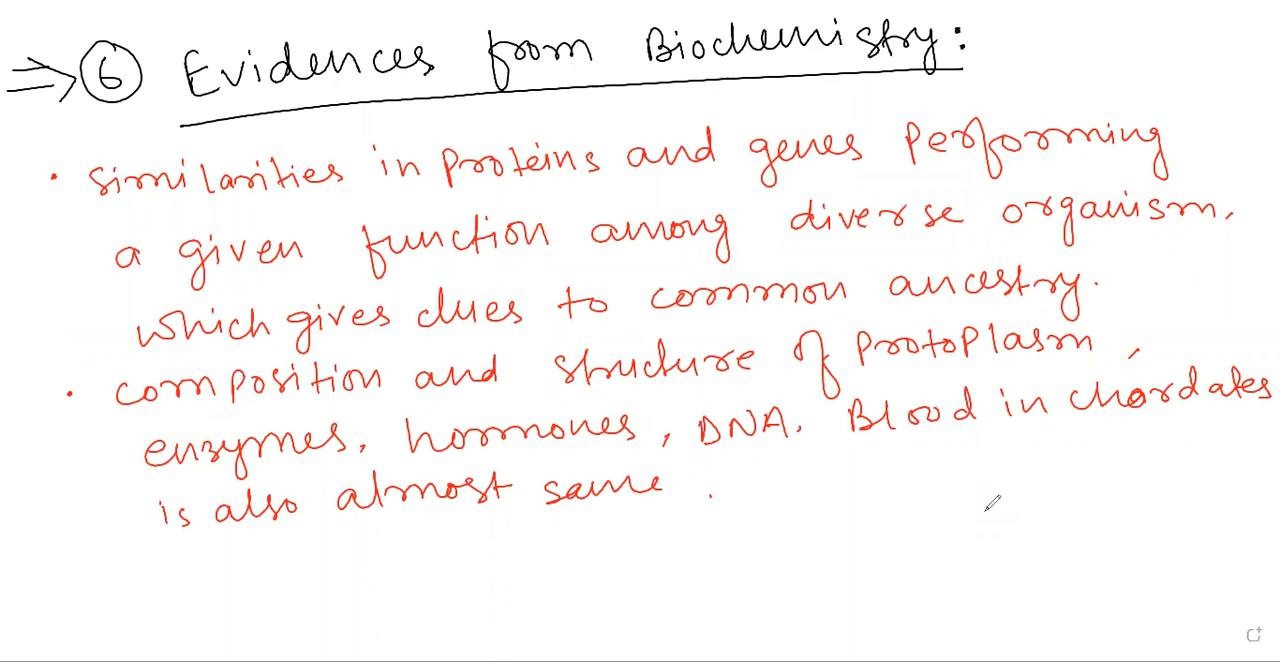 ⇒ ⑥ Evidences from Biochemistry:
• similarities in proteins and genes performing
a given function among diverse organism,
which gives clues to common ancestry.
• composition and structure of protoplasm,
enzymes, hormones, DNA. Blood in chordates
is also almost same.